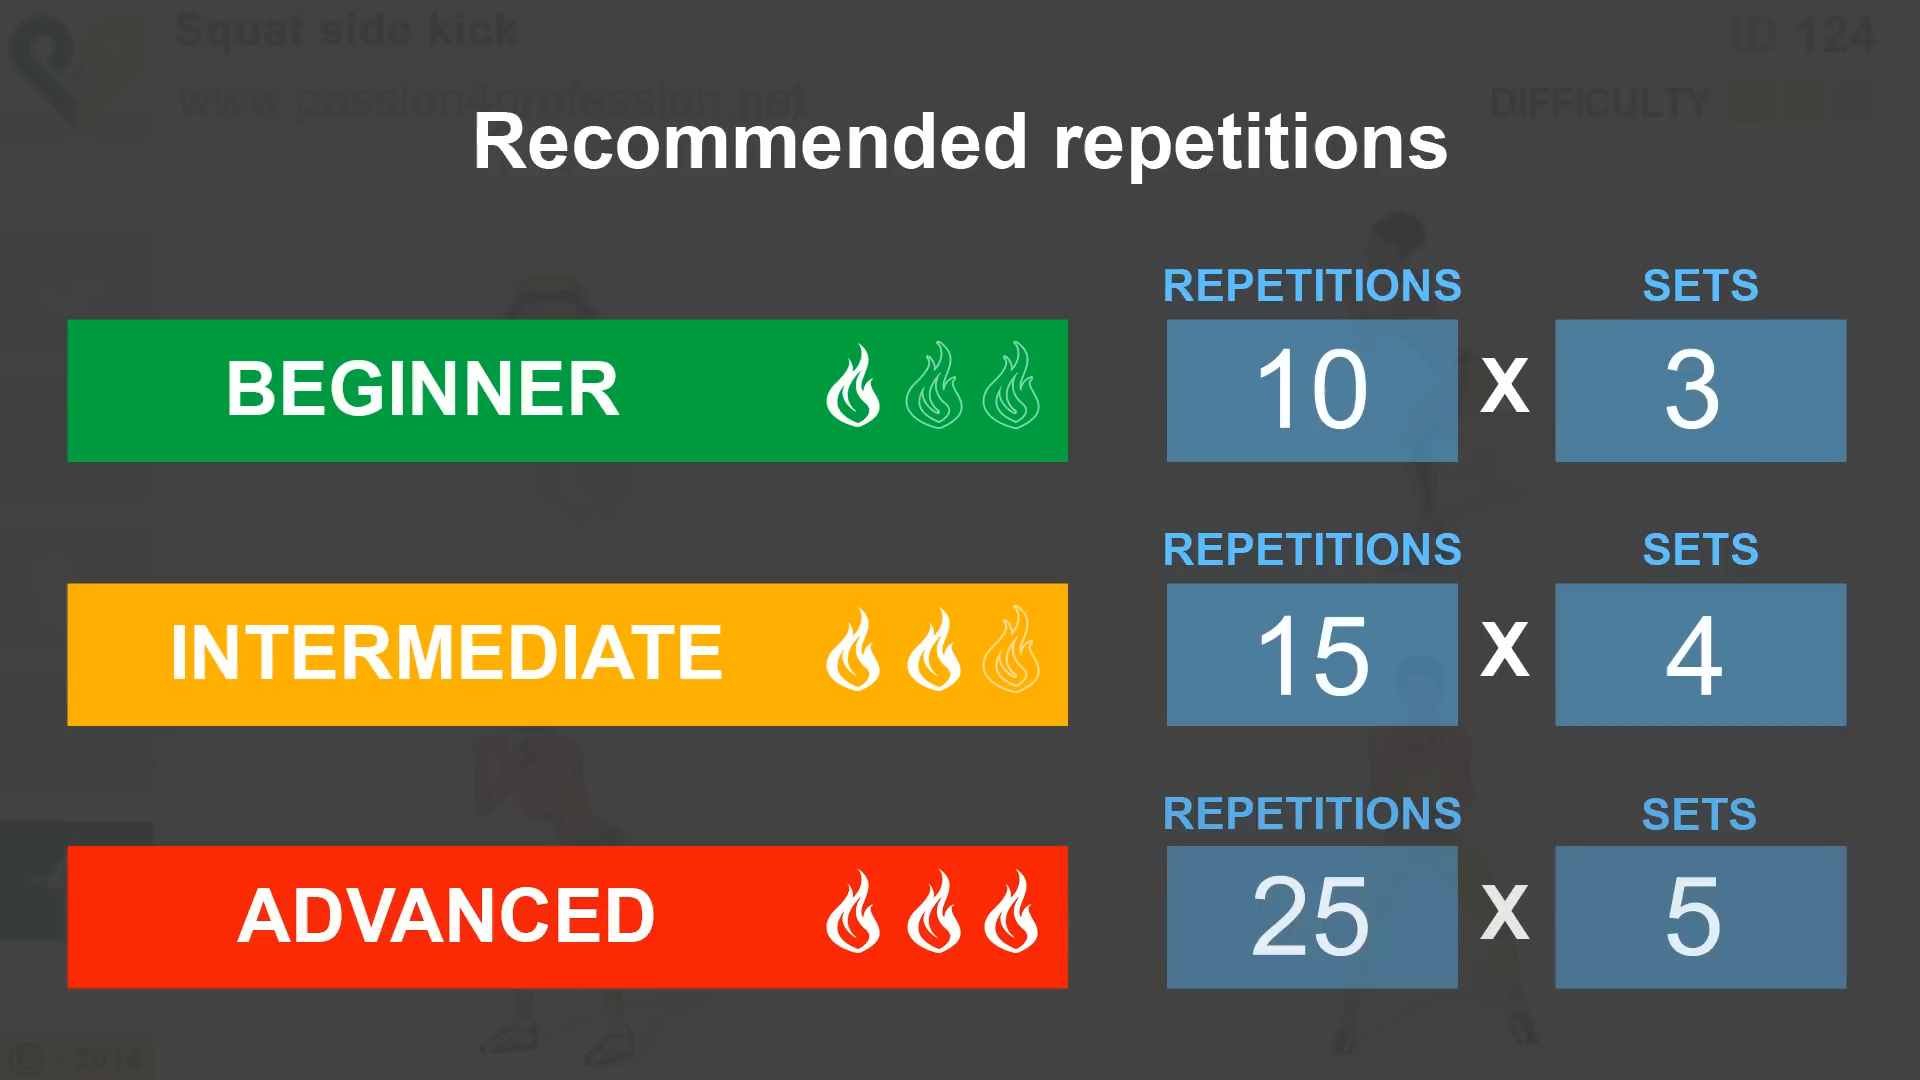 Squat side kick
ID 124
www.passion4profession.net
DIFFICULTY
Recommended repetitions
REPETITIONS SETS
BEGINNER 10 X 3
REPETITIONS SETS
INTERMEDIATE 15 X 4
REPETITIONS SETS
ADVANCED 25 X 5
© - 2014